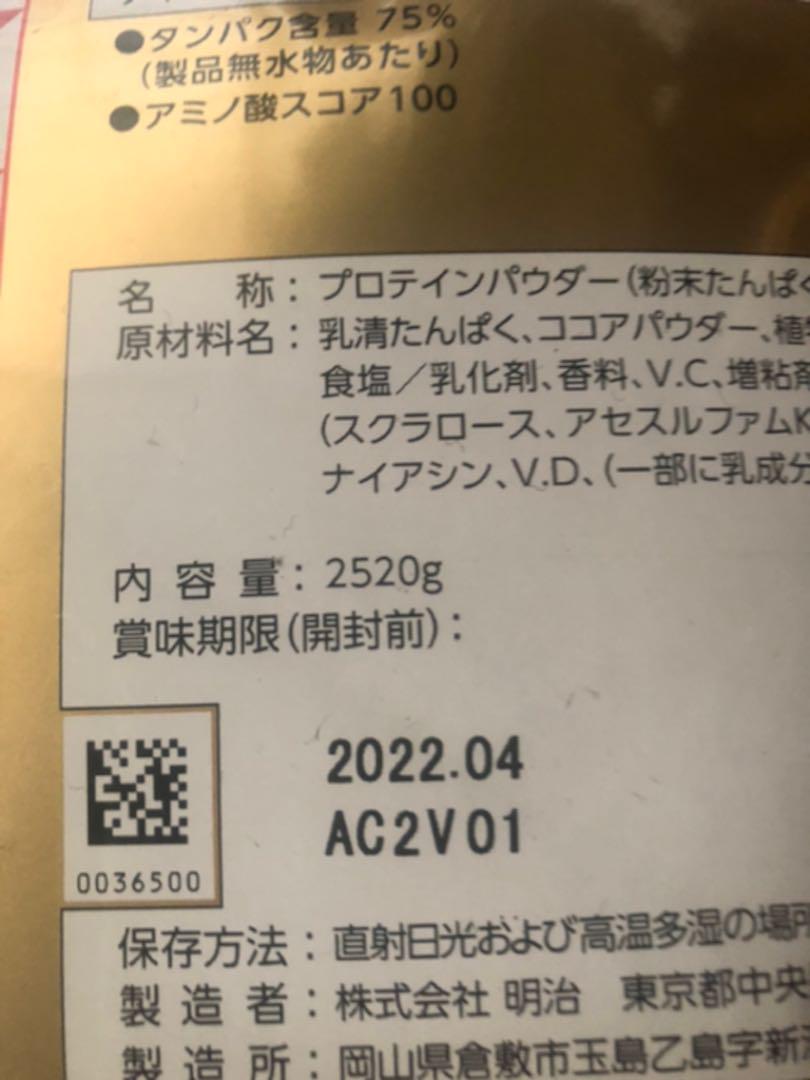 ●タンパク含量 75%
(製品無水物あたり)
●アミノ酸スコア100
名 称：プロテインパウダー(粉末たんぱく
原材料名：乳清たんぱく、ココアパウダー、植
食塩／乳化剤、香料、V.C、増粘剤
(スクラロース、アセスルファムK
ナイアシン、V.D、(一部に乳成分
内 容 量：2520g
賞味期限(開封前)：
2022.04
AC2V01
0036500
保存方法：直射日光および高温多湿の場所
製 造 者：株式会社 明治 東京都中央
製 造 所：岡山県倉敷市玉島乙島字新